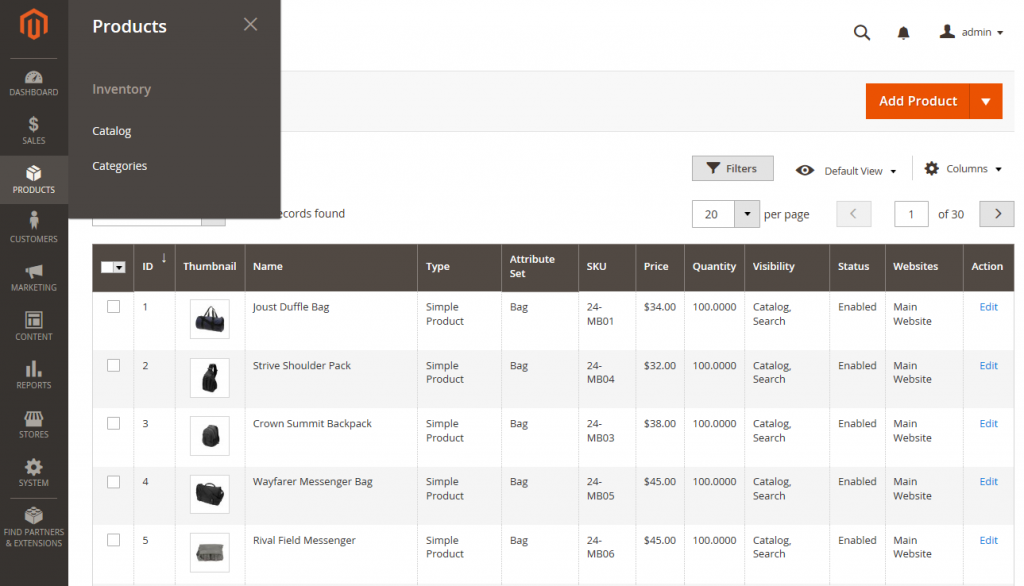 Products
Inventory
Catalog
Categories
DASHBOARD
SALES
PRODUCTS
CUSTOMERS
MARKETING
CONTENT
REPORTS
STORES
SYSTEM
FIND PARTNERS
& EXTENSIONS
admin
Add Product
Filters
Default View
Columns
ecords found
20 per page
1 of 30
ID Thumbnail Name Type Attribute Set SKU Price Quantity Visibility Status Websites Action
1 Joust Duffle Bag Simple Product Bag 24-MB01 $34.00 100.0000 Catalog, Search Enabled Main Website Edit
2 Strive Shoulder Pack Simple Product Bag 24-MB04 $32.00 100.0000 Catalog, Search Enabled Main Website Edit
3 Crown Summit Backpack Simple Product Bag 24-MB03 $38.00 100.0000 Catalog, Search Enabled Main Website Edit
4 Wayfarer Messenger Bag Simple Product Bag 24-MB05 $45.00 100.0000 Catalog, Search Enabled Main Website Edit
5 Rival Field Messenger Simple Product Bag 24-MB06 $45.00 100.0000 Catalog, Search Enabled Main Website Edit